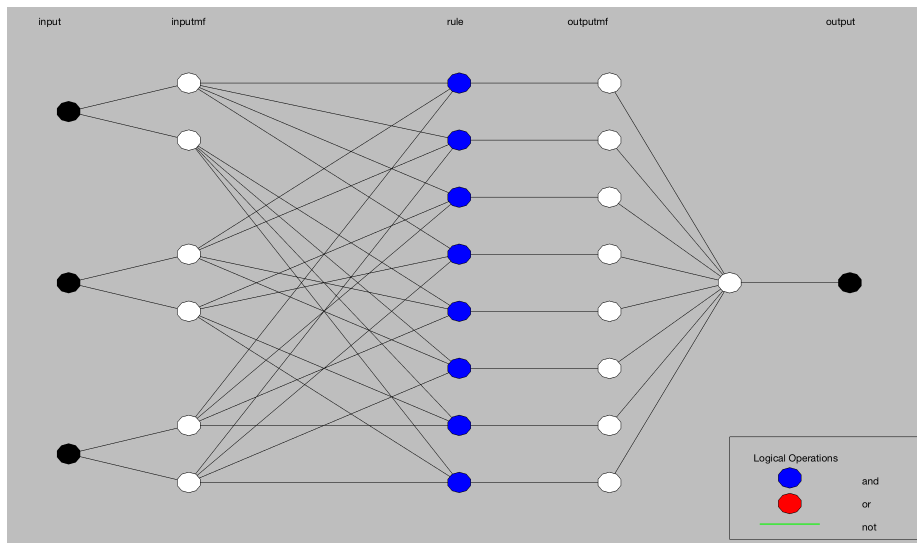 input inputmf rule outputmf output
Logical Operations
and
or
not